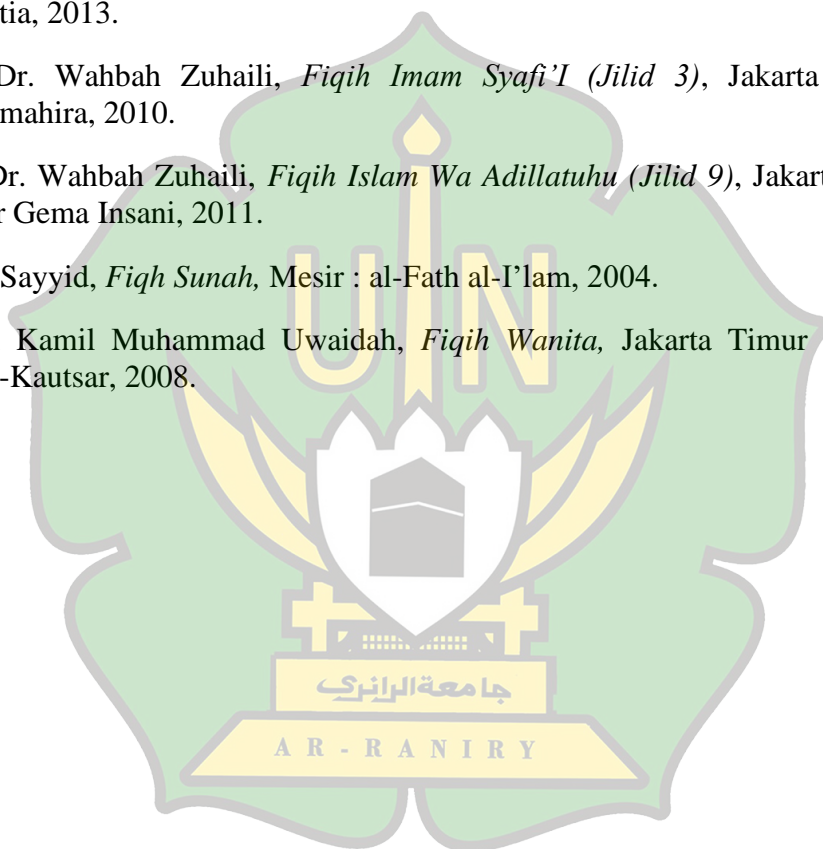 tia, 2013.
Dr. Wahbah Zuhaili, Fiqih Imam Syafi’I (Jilid 3), Jakarta
mahira, 2010.
Dr. Wahbah Zuhaili, Fiqih Islam Wa Adillatuhu (Jilid 9), Jakart
r Gema Insani, 2011.
Sayyid, Fiqh Sunah, Mesir : al-Fath al-I’lam, 2004.
Kamil Muhammad Uwaidah, Fiqih Wanita, Jakarta Timur
-Kautsar, 2008.
UIN
جامعةالرانري
AR-RANIRY